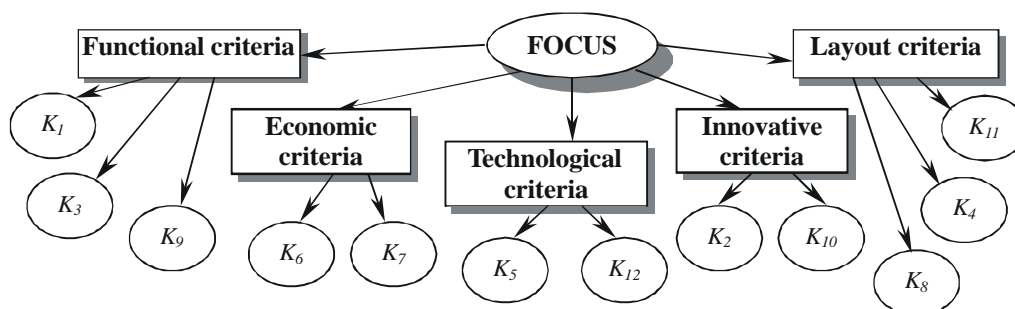 Functional criteria
FOCUS
Layout criteria
K1
Economic
criteria
Technological
criteria
Innovative
criteria
K11
K3
K9
K6
K7
K5
K12
K2
K10
K8
K4